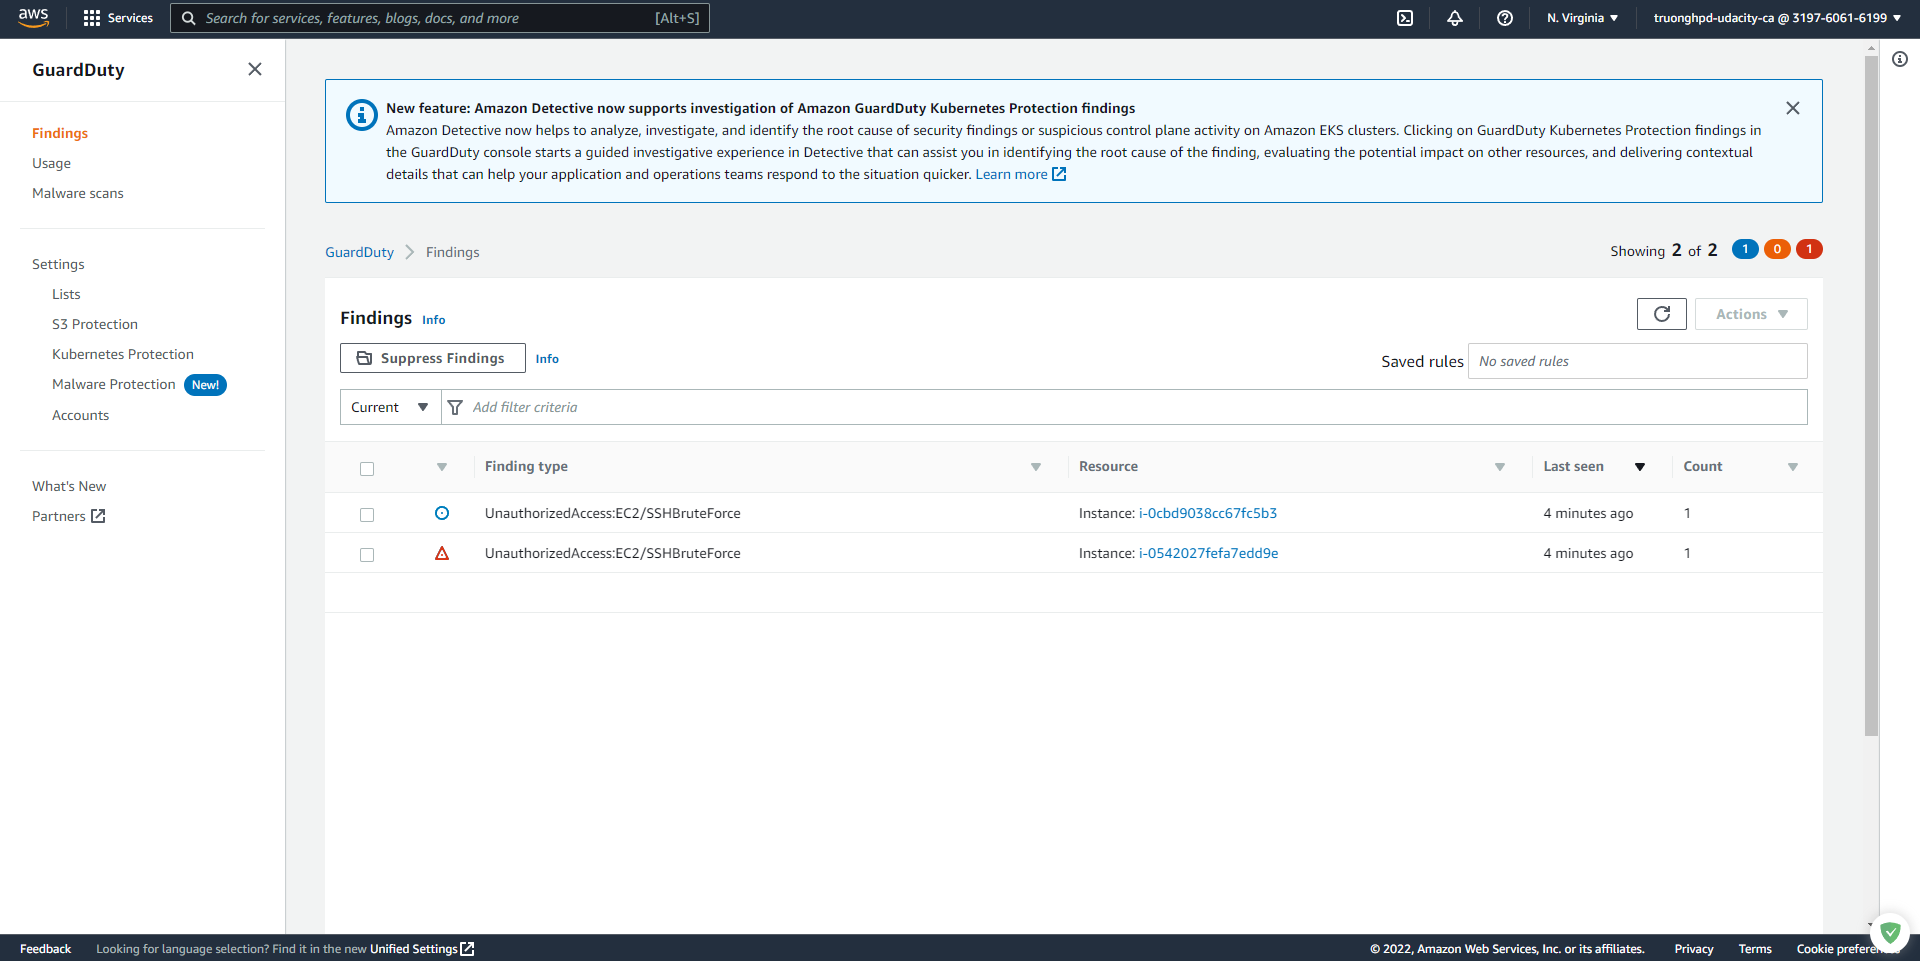 aws
Services
Search for services, features, blogs, docs, and more [Alt+S]
N. Virginia
truonghpd-udacity-ca @ 3197-6061-6199
GuardDuty
Findings
Usage
Malware scans
Settings
Lists
S3 Protection
Kubernetes Protection
Malware Protection New!
Accounts
What's New
Partners
New feature: Amazon Detective now supports investigation of Amazon GuardDuty Kubernetes Protection findings
Amazon Detective now helps to analyze, investigate, and identify the root cause of security findings or suspicious control plane activity on Amazon EKS clusters. Clicking on GuardDuty Kubernetes Protection findings in
the GuardDuty console starts a guided investigative experience in Detective that can assist you in identifying the root cause of the finding, evaluating the potential impact on other resources, and delivering contextual
details that can help your application and operations teams respond to the situation quicker. Learn more
GuardDuty Findings
Showing 2 of 2 1 0 1
Findings Info
Actions
Suppress Findings Info
Saved rules No saved rules
Current Add filter criteria
Finding type Resource Last seen Count
UnauthorizedAccess:EC2/SSHBruteForce Instance: i-0cbd9038cc67fc5b3 4 minutes ago 1
UnauthorizedAccess:EC2/SSHBruteForce Instance: i-0542027fefa7edd9e 4 minutes ago 1
Feedback Looking for language selection? Find it in the new Unified Settings
© 2022, Amazon Web Services, Inc. or its affiliates. Privacy Terms Cookie